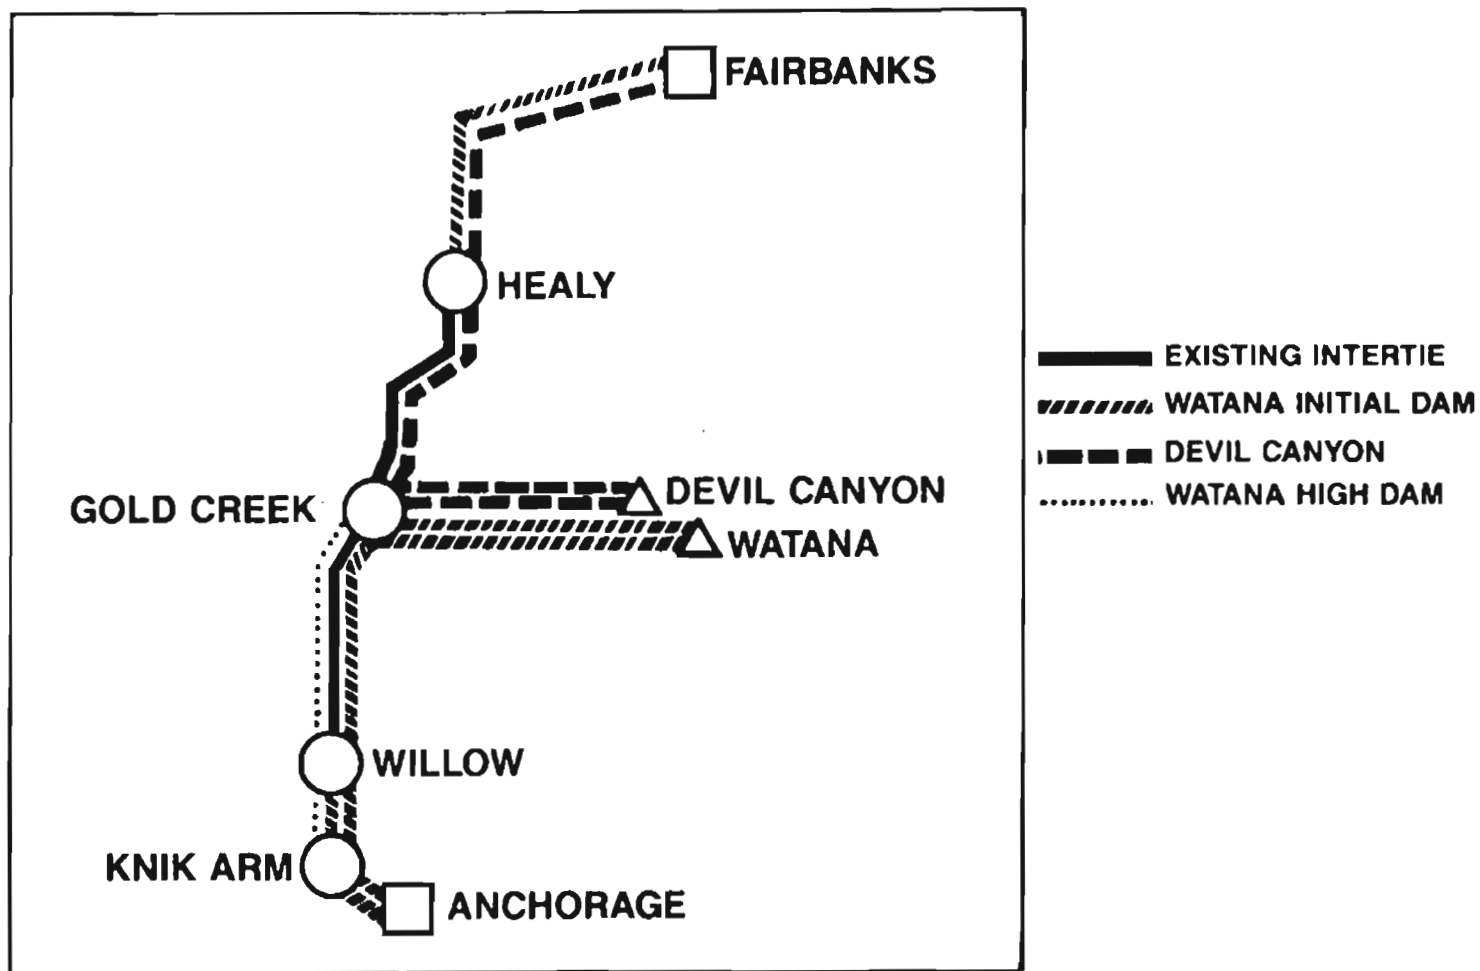 FAIRBANKS
HEALY
EXISTING INTERTIE
WATANA INITIAL DAM
DEVIL CANYON
WATANA HIGH DAM
GOLD CREEK
DEVIL CANYON
WATANA
WILLOW
KNIK ARM
ANCHORAGE